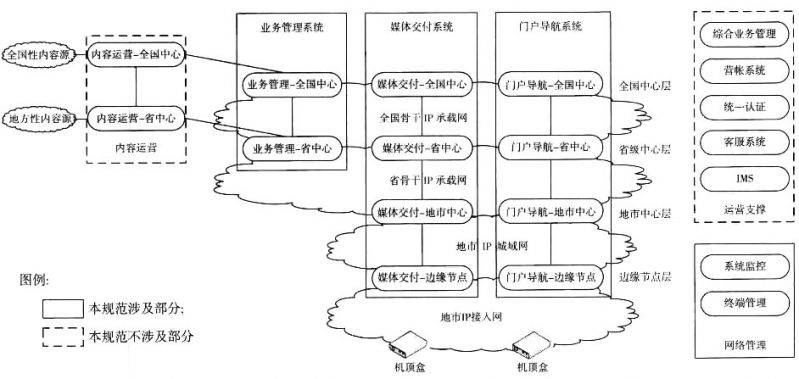 业务管理系统
媒体交付系统
门户导航系统
综合业务管理
全国性内容源
内容运营-全国中心
营帐系统
业务管理-全国中心
媒体交付-全国中心
门户导航-全国中心
全国中心层
统一认证
地方性内容源
内容运营-省中心
全国骨干IP承载网
客服系统
内容运营
业务管理-省中心
媒体交付-省中心
门户导航-省中心
省级中心层
省骨干IP承载网
IMS
媒体交付-地市中心
门户导航-地市中心
地市中心层
运营支撑
地市 IP 城域网
系统监控
图例:
媒体交付-边缘节点
门户导航-边缘节点
边缘节点层
本规范涉及部分;
终端管理
地市IP接入网
本规范不涉及部分
网络管理
机顶盒
机顶盒